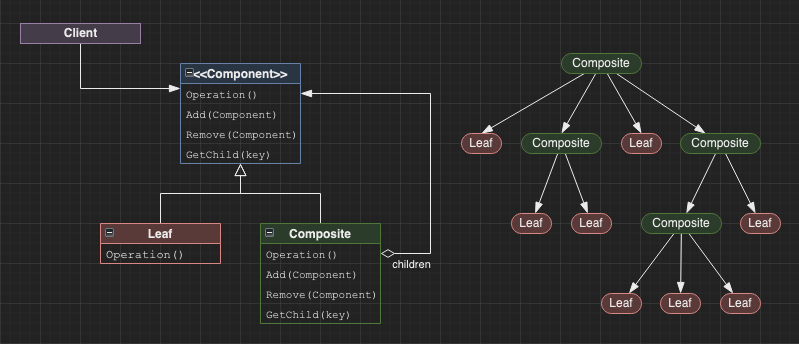 Client
<<Component>>
Operation()
Add(Component)
Remove(Component)
GetChild(key)
Leaf
Operation()
Composite
Operation()
Add(Component)
Remove(Component)
GetChild(key)
children
Composite
Leaf
Composite
Leaf
Composite
Leaf
Leaf
Composite
Leaf
Leaf
Leaf
Leaf